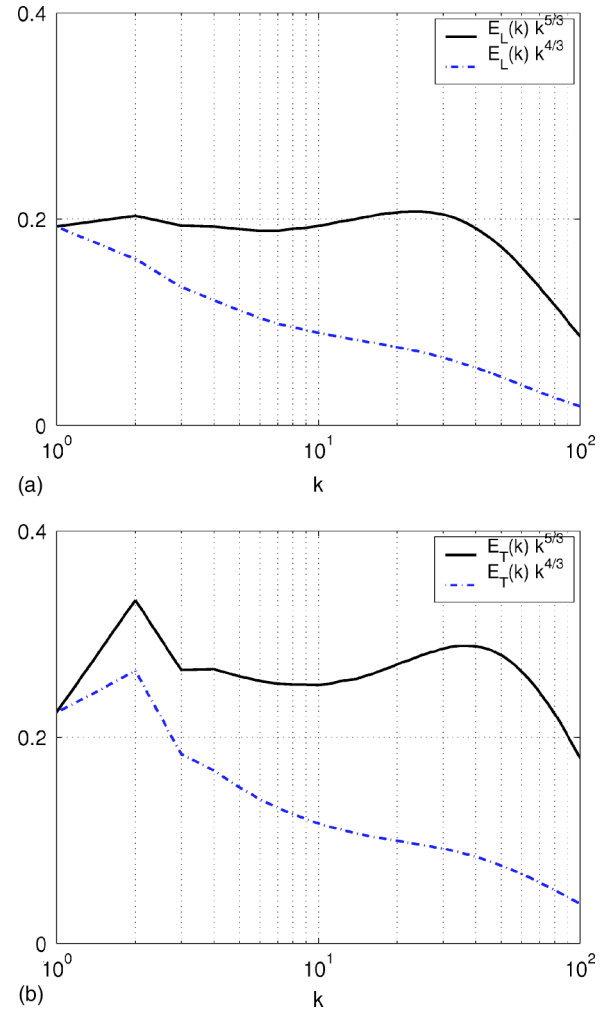 0.4
E_L(k) k^{5/3}
E_L(k) k^{4/3}
0.2
0
10^0
10^1
10^2
(a)
k
0.4
E_T(k) k^{5/3}
E_T(k) k^{4/3}
0.2
0
10^0
10^1
10^2
(b)
k